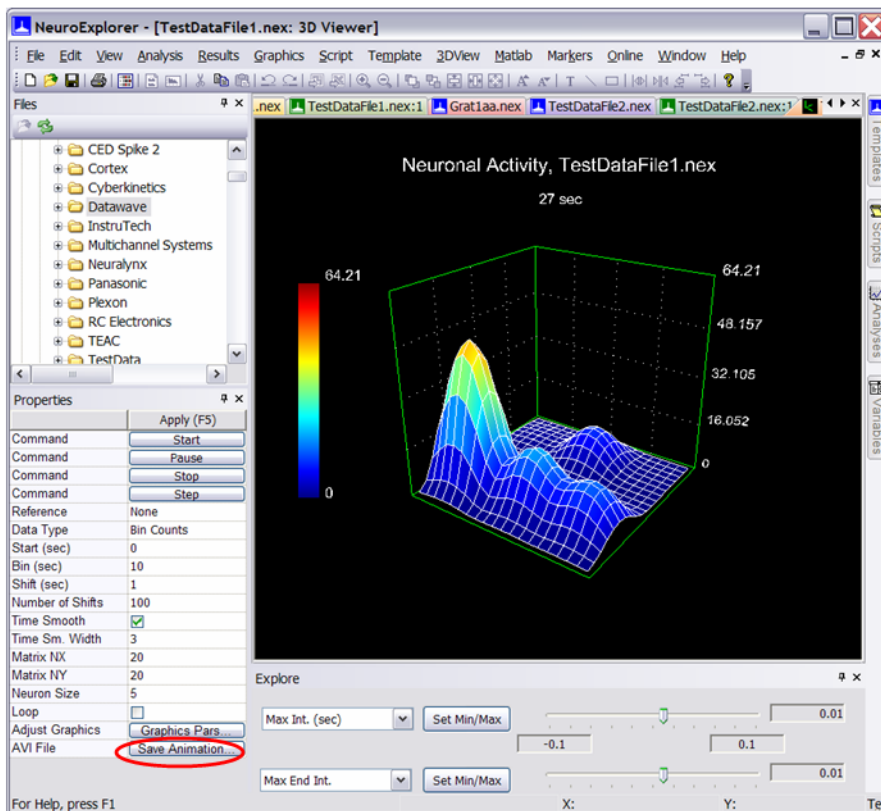 NeuroExplorer - [TestDataFile1.nex: 3D Viewer]
File Edit View Analysis Results Graphics Script Template 3DView Matlab Markers Online Window Help
Files
.nex TestDataFile1.nex:1 Grat1aa.nex TestDataFile2.nex TestDataFile2.nex:1
CED Spike 2
Cortex
Cyberkinetics
Datawave
InstruTech
Multichannel Systems
Neuralynx
Panasonic
Plexon
RC Electronics
TEAC
TestData
Properties
Apply (F5)
Command Start
Command Pause
Command Stop
Command Step
Reference None
Data Type Bin Counts
Start (sec) 0
Bin (sec) 10
Shift (sec) 1
Number of Shifts 100
Time Smooth
Time Sm. Width 3
Matrix NX 20
Matrix NY 20
Neuron Size 5
Loop
Adjust Graphics Graphics Pars...
AVI File Save Animation...
Neuronal Activity, TestDataFile1.nex
27 sec
64.21
0
64.21
48.157
32.105
16.052
0
Templates
Scripts
Analyses
Variables
Explore
Max Int. (sec) Set Min/Max 0.01
-0.1 0.1
Max End Int. Set Min/Max 0.01
For Help, press F1 X: Y: Te